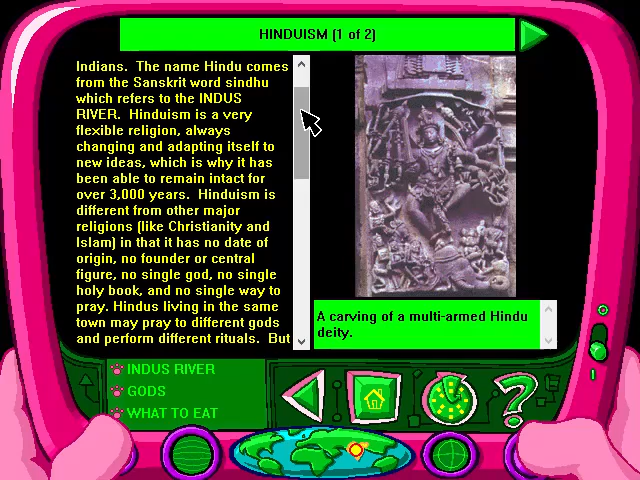 HINDUISM (1 of 2)
Indians.  The name Hindu comes
from the Sanskrit word sindhu
which refers to the INDUS
RIVER.  Hinduism is a very
flexible religion, always
changing and adapting itself to
new ideas, which is why it has
been able to remain intact for
over 3,000 years.  Hinduism is
different from other major
religions (like Christianity and
Islam) in that it has no date of
origin, no founder or central
figure, no single god, no single
holy book, and no single way to
pray. Hindus living in the same
town may pray to different gods
and perform different rituals.  But
A carving of a multi-armed Hindu
deity.
INDUS RIVER
GODS
WHAT TO EAT
?